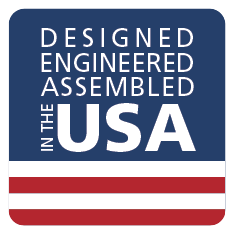 DESIGNED
ENGINEERED
ASSEMBLED
IN THE
USA